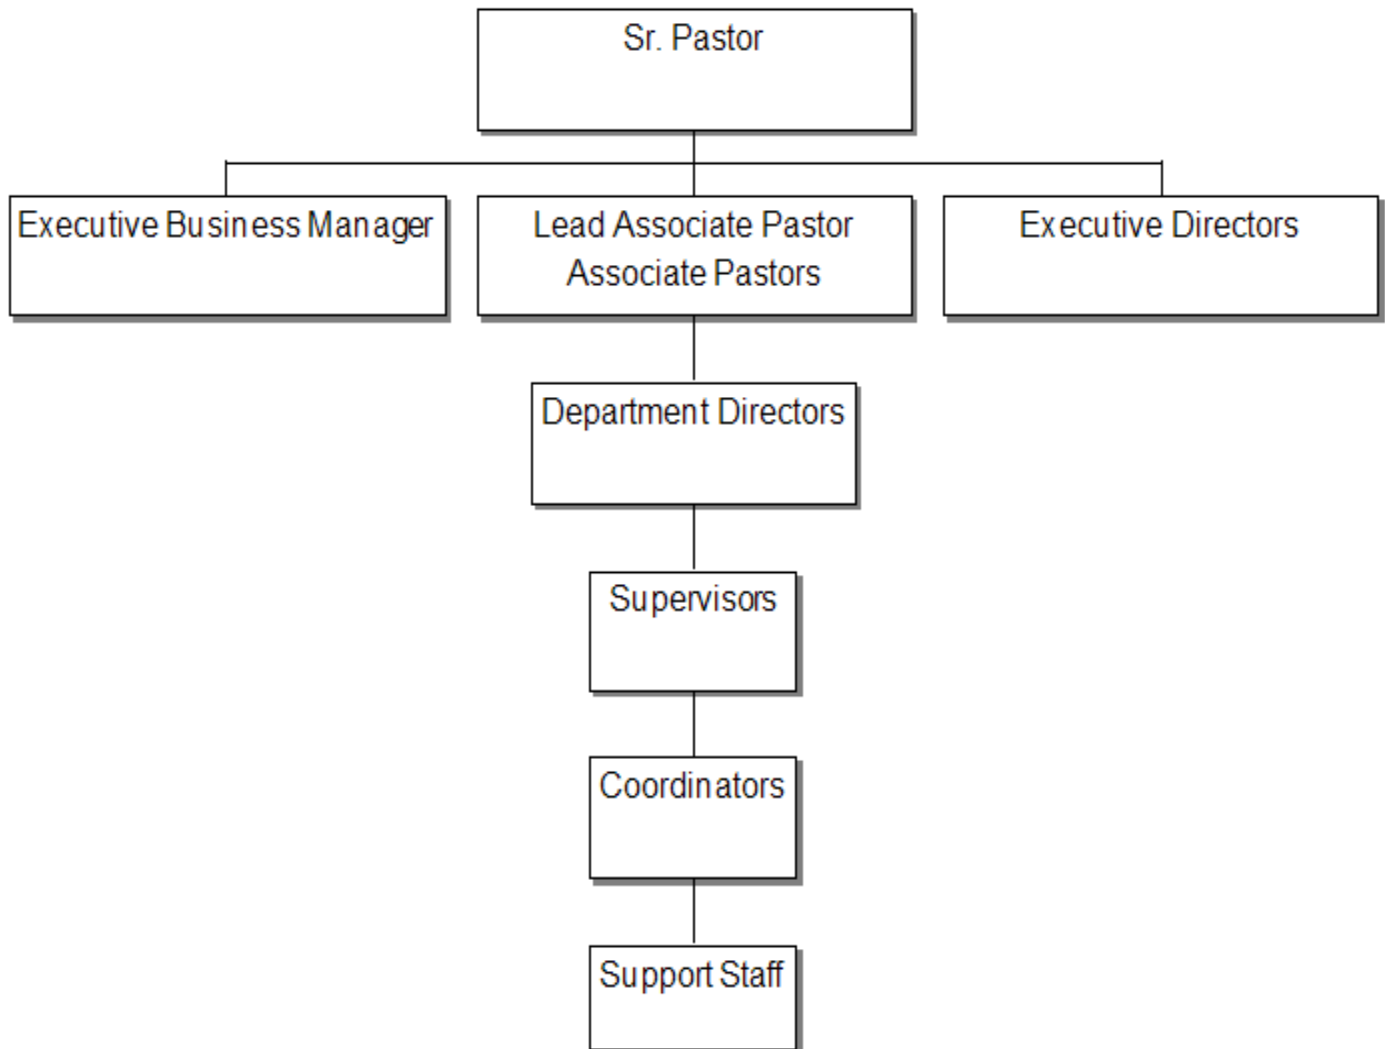 Sr. Pastor
Executive Business Manager
Lead Associate Pastor
Associate Pastors
Executive Directors
Department Directors
Supervisors
Coordinators
Support Staff